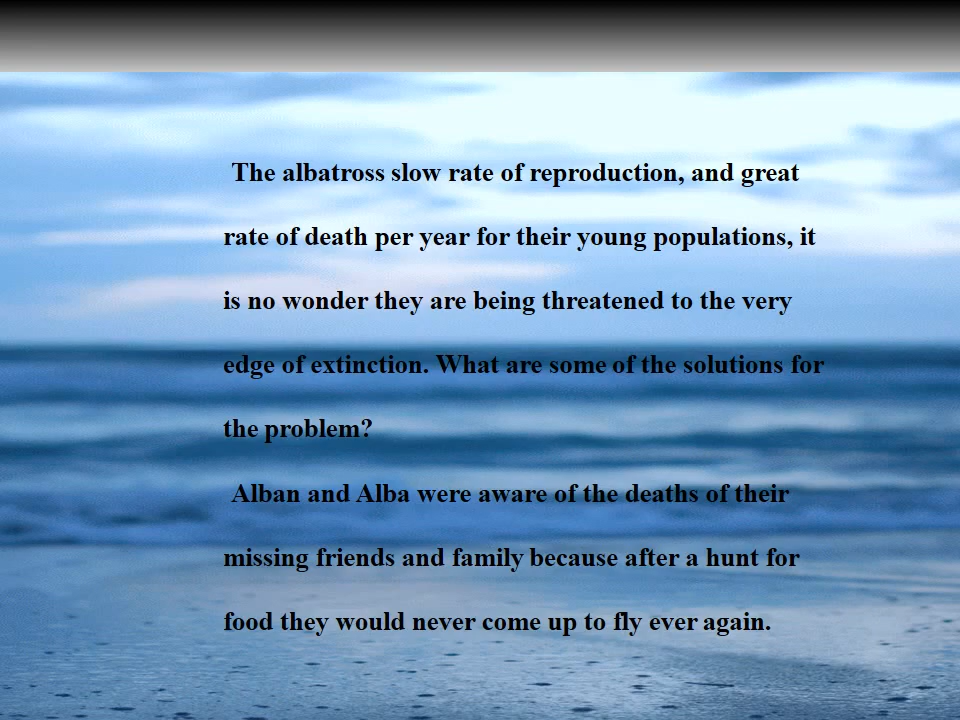 The albatross slow rate of reproduction, and great
rate of death per year for their young populations, it
is no wonder they are being threatened to the very
edge of extinction. What are some of the solutions for
the problem?
Alban and Alba were aware of the deaths of their
missing friends and family because after a hunt for
food they would never come up to fly ever again.